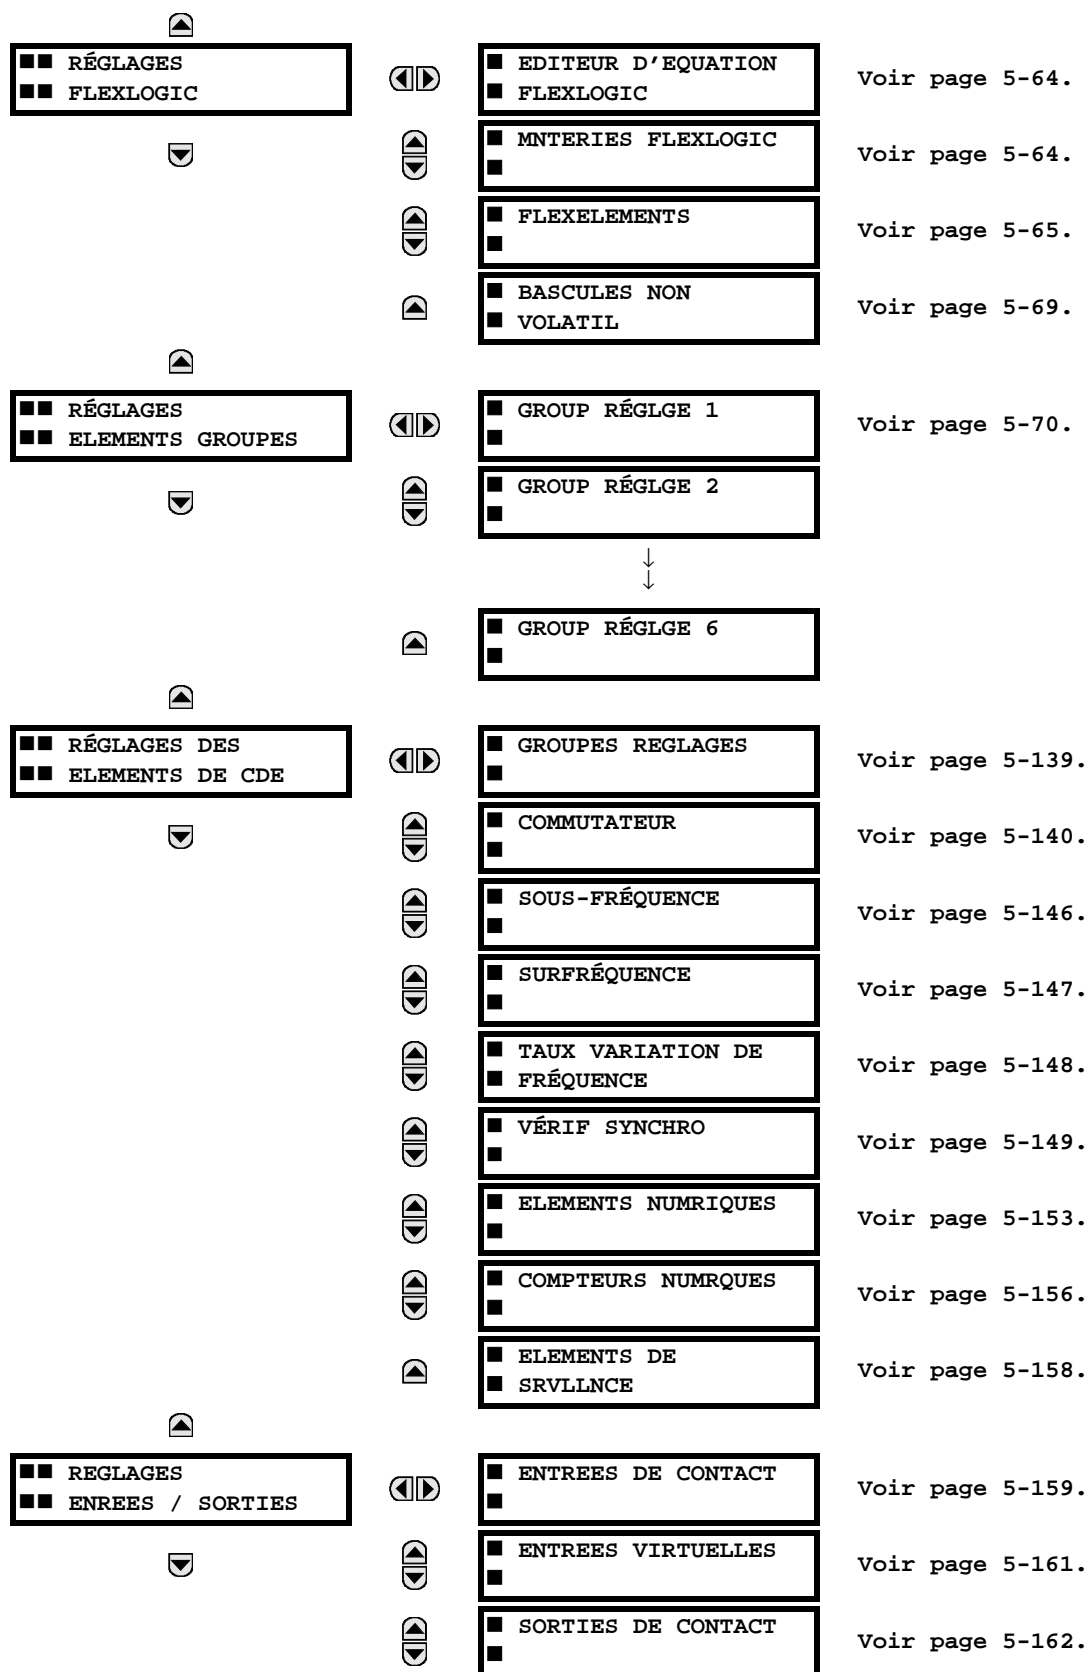 RÉGLAGES
FLEXLOGIC
EDITEUR D'EQUATION
FLEXLOGIC
Voir page 5-64.
MNTERIES FLEXLOGIC
Voir page 5-64.
FLEXELEMENTS
Voir page 5-65.
BASCULES NON
VOLATIL
Voir page 5-69.
RÉGLAGES
ELEMENTS GROUPES
GROUP RÉGLGE 1
Voir page 5-70.
GROUP RÉGLGE 2
↓
↓
GROUP RÉGLGE 6
RÉGLAGES DES
ELEMENTS DE CDE
GROUPES REGLAGES
Voir page 5-139.
COMMUTATEUR
Voir page 5-140.
SOUS-FRÉQUENCE
Voir page 5-146.
SURFRÉQUENCE
Voir page 5-147.
TAUX VARIATION DE
FRÉQUENCE
Voir page 5-148.
VÉRIF SYNCHRO
Voir page 5-149.
ELEMENTS NUMRIQUES
Voir page 5-153.
COMPTEURS NUMRQUES
Voir page 5-156.
ELEMENTS DE
SRVLLNCE
Voir page 5-158.
REGLAGES
ENREES / SORTIES
ENTREES DE CONTACT
Voir page 5-159.
ENTREES VIRTUELLES
Voir page 5-161.
SORTIES DE CONTACT
Voir page 5-162.